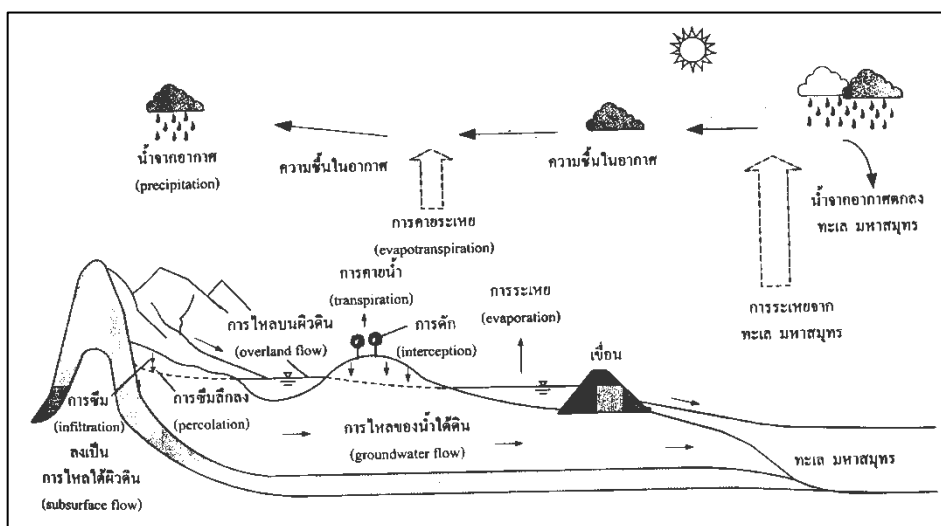 น้ำจากอากาศ
(precipitation)
ความชื้นในอากาศ
ความชื้นในอากาศ
น้ำจากอากาศตกลง
ทะเล มหาสมุทร
การคายระเหย
(evapotranspiration)
การคายน้ำ
(transpiration)
การระเหย
(evaporation)
การระเหยจาก
ทะเล มหาสมุทร
การไหลบนผิวดิน
(overland flow)
การดัก
(interception)
เขื่อน
การซึม
(infiltration)
ลงเป็น
การไหลใต้ผิวดิน
(subsurface flow)
การซึมลึกลง
(percolation)
การไหลของน้ำใต้ดิน
(groundwater flow)
ทะเล มหาสมุทร